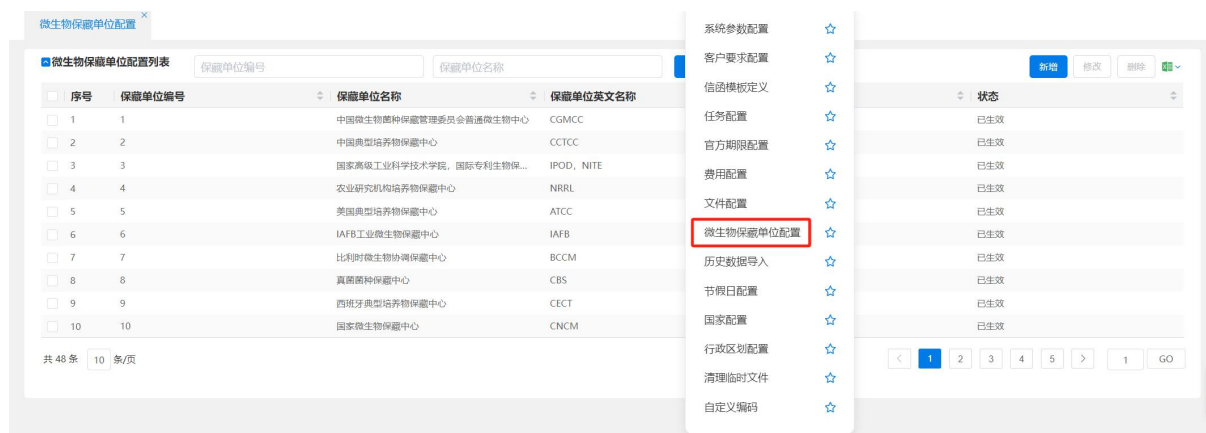 微生物保藏单位配置 ×
微生物保藏单位配置列表 保藏单位编号 保藏单位名称 新增 修改 删除
序号 保藏单位编号 保藏单位名称 保藏单位英文名称 状态
1 1 中国微生物菌种保藏管理委员会普通微生物中心 CGMCC 已生效
2 2 中国典型培养物保藏中心 CCTCC 已生效
3 3 国家高级工业科学技术学院，国际专利生物保... IPOD，NITE 已生效
4 4 农业研究机构培养物保藏中心 NRRL 已生效
5 5 美国典型培养物保藏中心 ATCC 已生效
6 6 IAFB工业微生物保藏中心 IAFB 已生效
7 7 比利时微生物协调保藏中心 BCCM 已生效
8 8 真菌菌种保藏中心 CBS 已生效
9 9 西班牙典型培养物保藏中心 CECT 已生效
10 10 国家微生物保藏中心 CNCM 已生效
共 48 条 10 条/页 < 1 2 3 4 5 > 1 GO
系统参数配置
客户要求配置
信函模板定义
任务配置
官方期限配置
费用配置
文件配置
微生物保藏单位配置
历史数据导入
节假日配置
国家配置
行政区划配置
清理临时文件
自定义编码